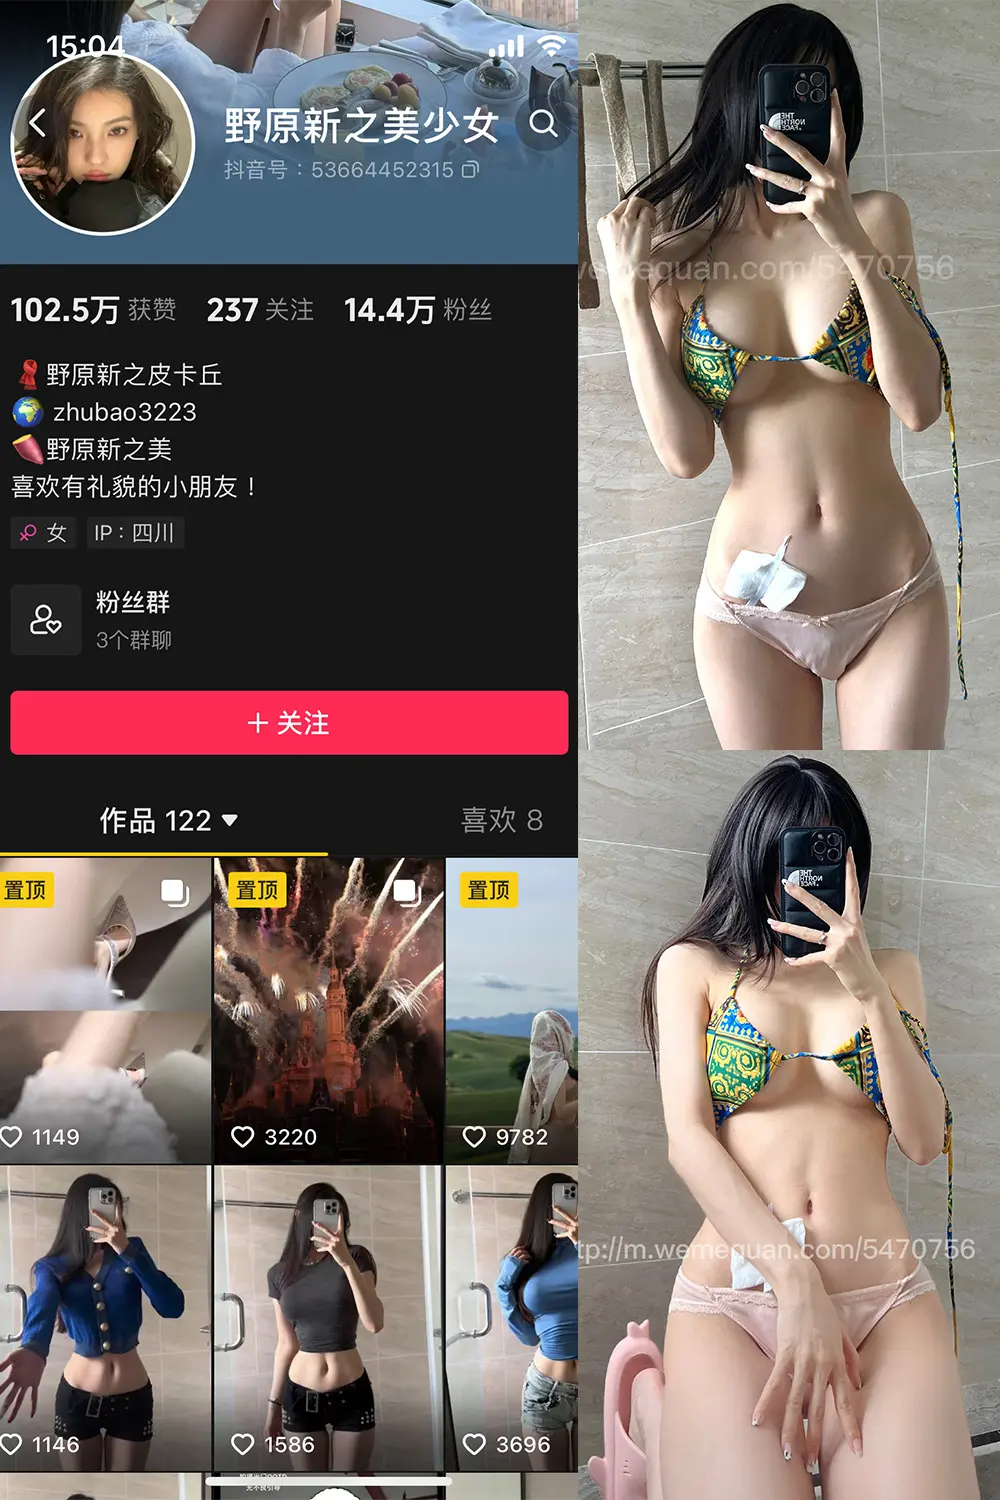 15:04
野原新之美少女
抖音号：53664452315
102.5万 获赞 237 关注 14.4万 粉丝
野原新之皮卡丘
zhubao3223
野原新之美
喜欢有礼貌的小朋友！
女 IP：四川
粉丝群
3个群聊
+ 关注
作品 122 喜欢 8
置顶 置顶 置顶
1149 3220 9782
1146 1586 3696
THE NORTH FACE
wemequan.com/5470756
THE NORTH FACE
tp://m.wemequan.com/5470756